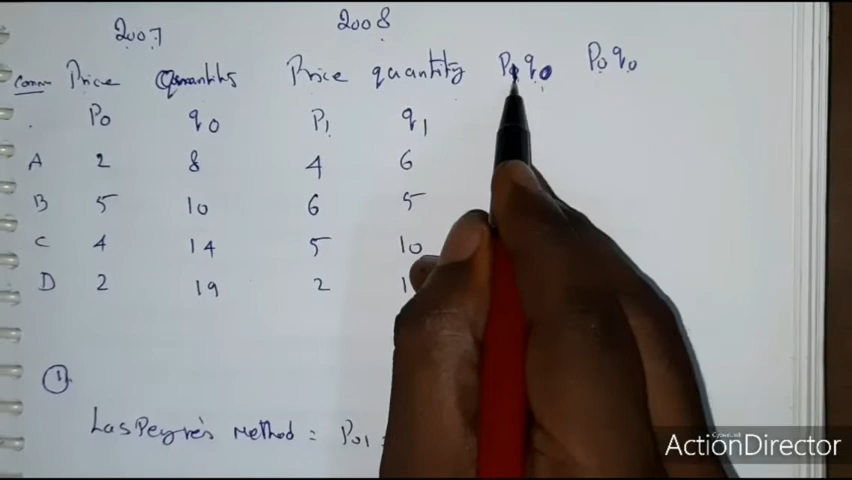 2007 2008
Comm Price Quantity Price quantity P1q0 P0q0
P0 q0 P1 q1
A 2 8 4 6
B 5 10 6 5
C 4 14 5 10
D 2 19 2 1
1
LasPeyre's Method = P01 =
ActionDirector